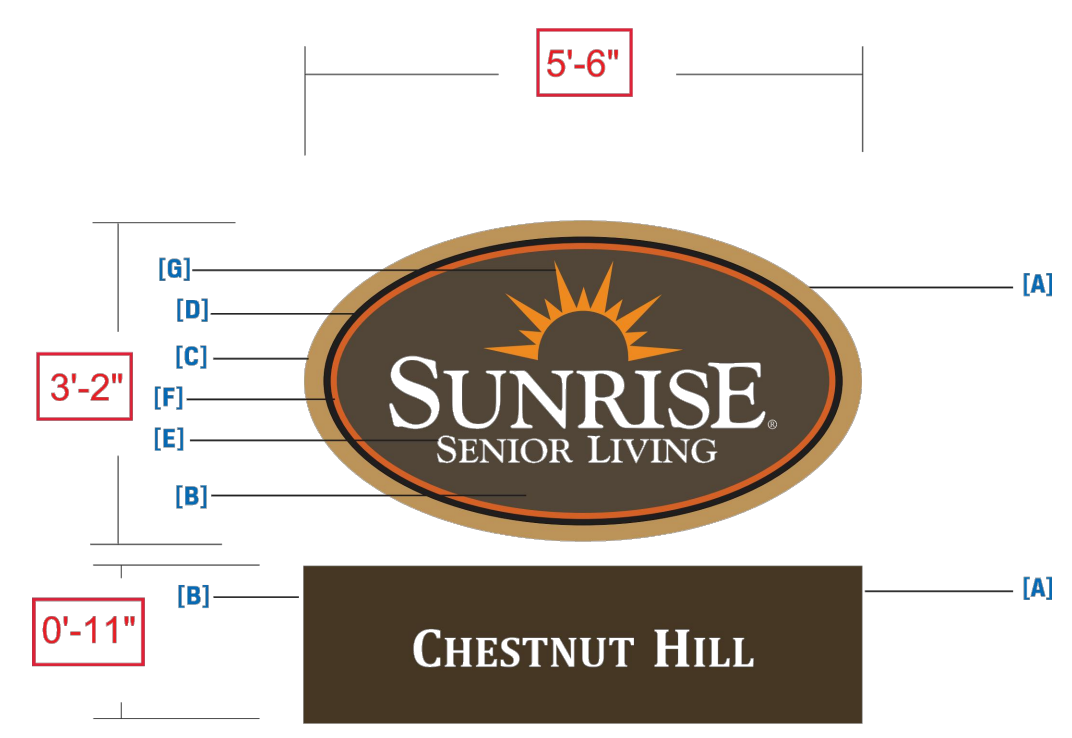 5'-6"
[G]
[A]
[D]
[C]
3'-2"
[F]
[E]
SUNRISE®
SENIOR LIVING
[B]
[B]
[A]
0'-11"
CHESTNUT HILL